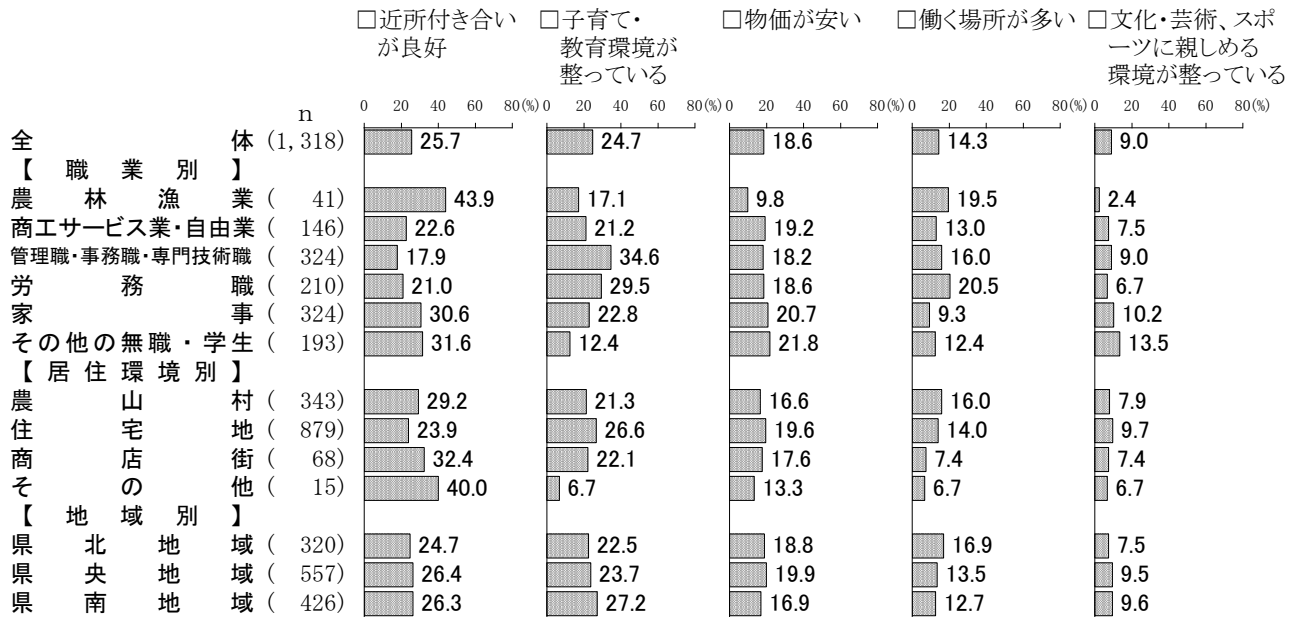 □近所付き合い
が良好
□子育て・
教育環境が
整っている
□物価が安い
□働く場所が多い
□文化・芸術、スポ
ーツに親しめる
環境が整っている
n
0 20 40 60 80(%) 0 20 40 60 80(%) 0 20 40 60 80(%) 0 20 40 60 80(%) 0 20 40 60 80(%)
全体 (1,318) 25.7 24.7 18.6 14.3 9.0
【職業別】
農林漁業 ( 41) 43.9 17.1 9.8 19.5 2.4
商工サービス業・自由業 ( 146) 22.6 21.2 19.2 13.0 7.5
管理職・事務職・専門技術職 ( 324) 17.9 34.6 18.2 16.0 9.0
労務職 ( 210) 21.0 29.5 18.6 20.5 6.7
家事 ( 324) 30.6 22.8 20.7 9.3 10.2
その他の無職・学生 ( 193) 31.6 12.4 21.8 12.4 13.5
【居住環境別】
農山村 ( 343) 29.2 21.3 16.6 16.0 7.9
住宅地 ( 879) 23.9 26.6 19.6 14.0 9.7
商店街 ( 68) 32.4 22.1 17.6 7.4 7.4
その他 ( 15) 40.0 6.7 13.3 6.7 6.7
【地域別】
県北地域 ( 320) 24.7 22.5 18.8 16.9 7.5
県央地域 ( 557) 26.4 23.7 19.9 13.5 9.5
県南地域 ( 426) 26.3 27.2 16.9 12.7 9.6